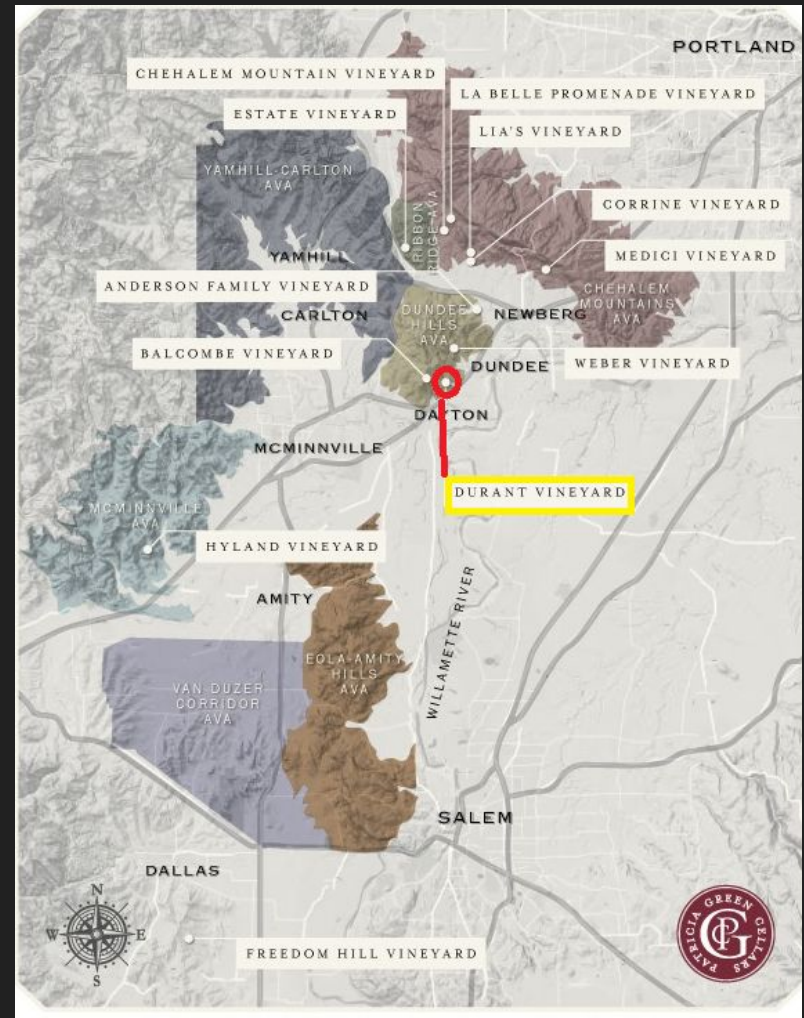 PORTLAND
CHEHALEM MOUNTAIN VINEYARD
LA BELLE PROMENADE VINEYARD
ESTATE VINEYARD
LIA'S VINEYARD
YAMHILL-CARLTON
AVA
RIBBON
RIDGE AVA
CORRINE VINEYARD
YAMHILL
MEDICI VINEYARD
ANDERSON FAMILY VINEYARD
CHEHALEM
MOUNTAINS
AVA
CARLTON
DUNDEE
HILLS
AVA
NEWBERG
BALCOMBE VINEYARD
DUNDEE
WEBER VINEYARD
DAYTON
MCMINNVILLE
DURANT VINEYARD
MCMINNVILLE
AVA
HYLAND VINEYARD
AMITY
WILLAMETTE RIVER
EOLA-AMITY
HILLS
AVA
VAN DUZER
CORRIDOR
AVA
SALEM
DALLAS
N
W E
S
FREEDOM HILL VINEYARD
PATRICIA GREEN CELLARS
PG